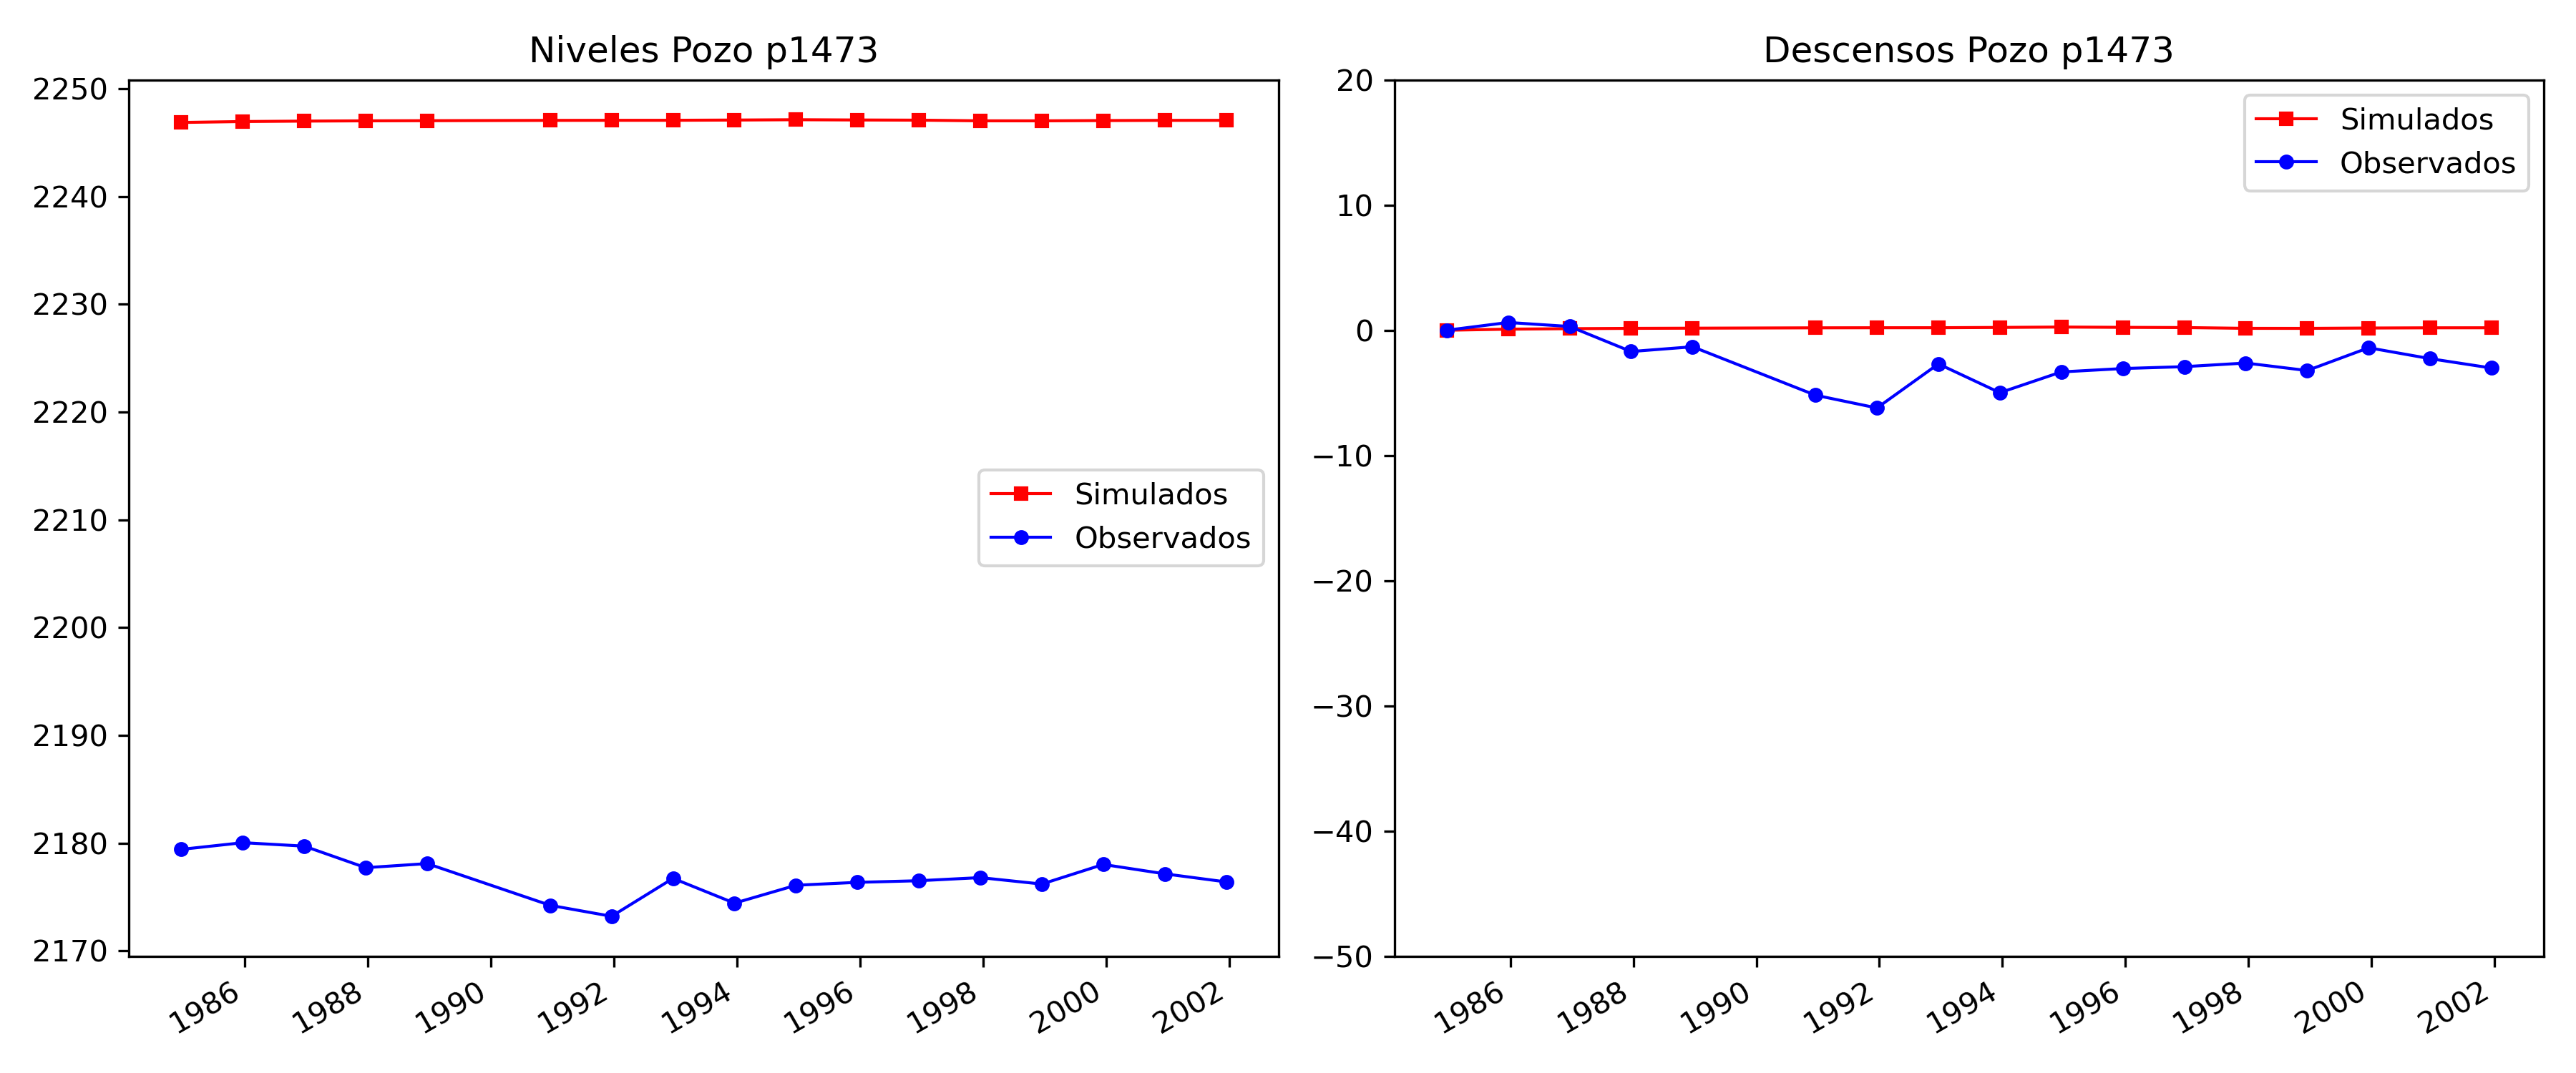 Niveles Pozo p1473
2250
2240
2230
2220
2210
2200
2190
2180
2170
Simulados
Observados
1986 1988 1990 1992 1994 1996 1998 2000 2002
Descensos Pozo p1473
20
10
0
−10
−20
−30
−40
−50
Simulados
Observados
1986 1988 1990 1992 1994 1996 1998 2000 2002